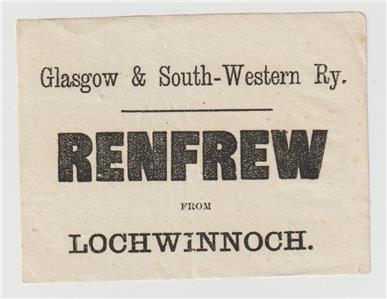 Glasgow & South-Western Ry.
RENFREW
FROM
LOCHWINNOCH.